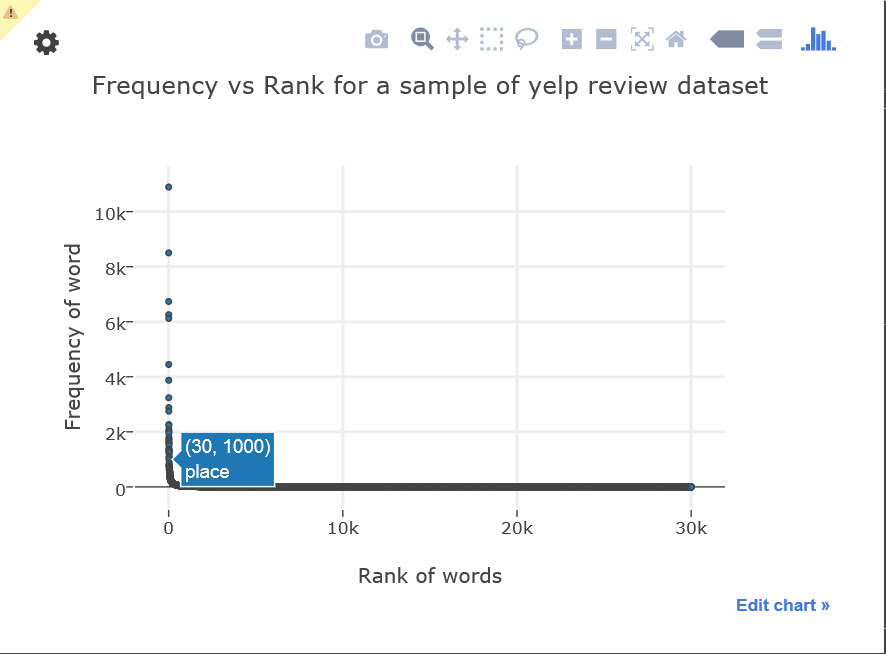 Frequency vs Rank for a sample of yelp review dataset
Frequency of word
10k
8k
6k
4k
2k
0
(30, 1000)
place
0
10k
20k
30k
Rank of words
Edit chart »